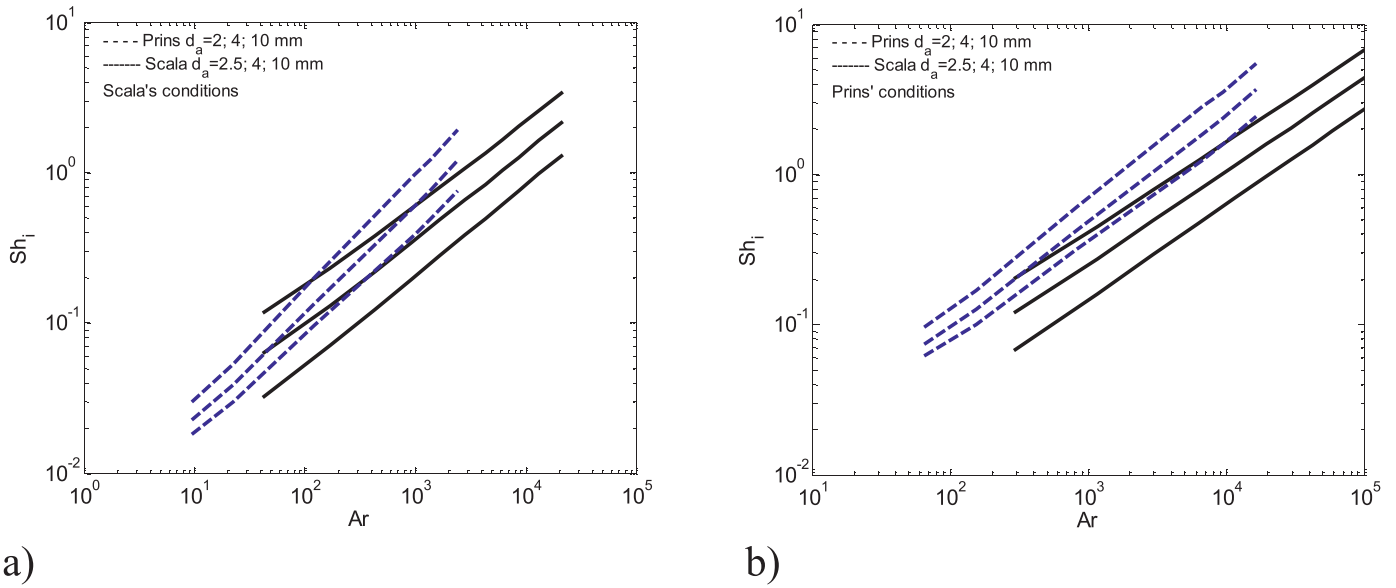 10^1
----- Prins d_a=2; 4; 10 mm
------- Scala d_a=2.5; 4; 10 mm
Scala's conditions
10^0
Sh_i
10^-1
10^-2
10^0 10^1 10^2 10^3 10^4 10^5
Ar
a)
10^1
----- Prins d_a=2; 4; 10 mm
------- Scala d_a=2.5; 4; 10 mm
Prins' conditions
10^0
Sh_i
10^-1
10^-2
10^1 10^2 10^3 10^4 10^5
Ar
b)